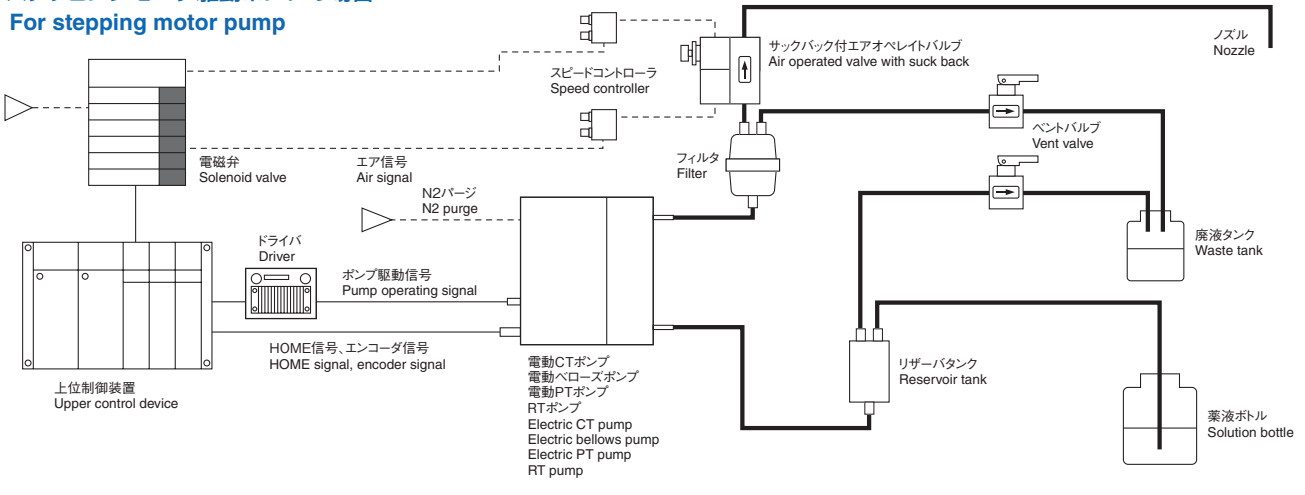 For stepping motor pump
ノズル
Nozzle
サックバック付エアオペレイトバルブ
Air operated valve with suck back
スピードコントローラ
Speed controller
ベントバルブ
Vent valve
電磁弁
Solenoid valve
エア信号
Air signal
フィルタ
Filter
N2パージ
N2 purge
ドライバ
Driver
廃液タンク
Waste tank
ポンプ駆動信号
Pump operating signal
HOME信号、エンコーダ信号
HOME signal, encoder signal
上位制御装置
Upper control device
電動CTポンプ
電動ベローズポンプ
電動PTポンプ
RTポンプ
Electric CT pump
Electric bellows pump
Electric PT pump
RT pump
リザーバタンク
Reservoir tank
薬液ボトル
Solution bottle